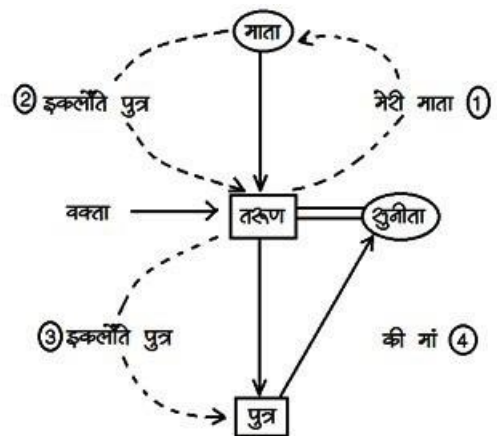 माता
② इकलौते पुत्र
मेरी माता ①
वक्ता
तरूण
सुनीता
③ इकलौते पुत्र
की मां ④
पुत्र